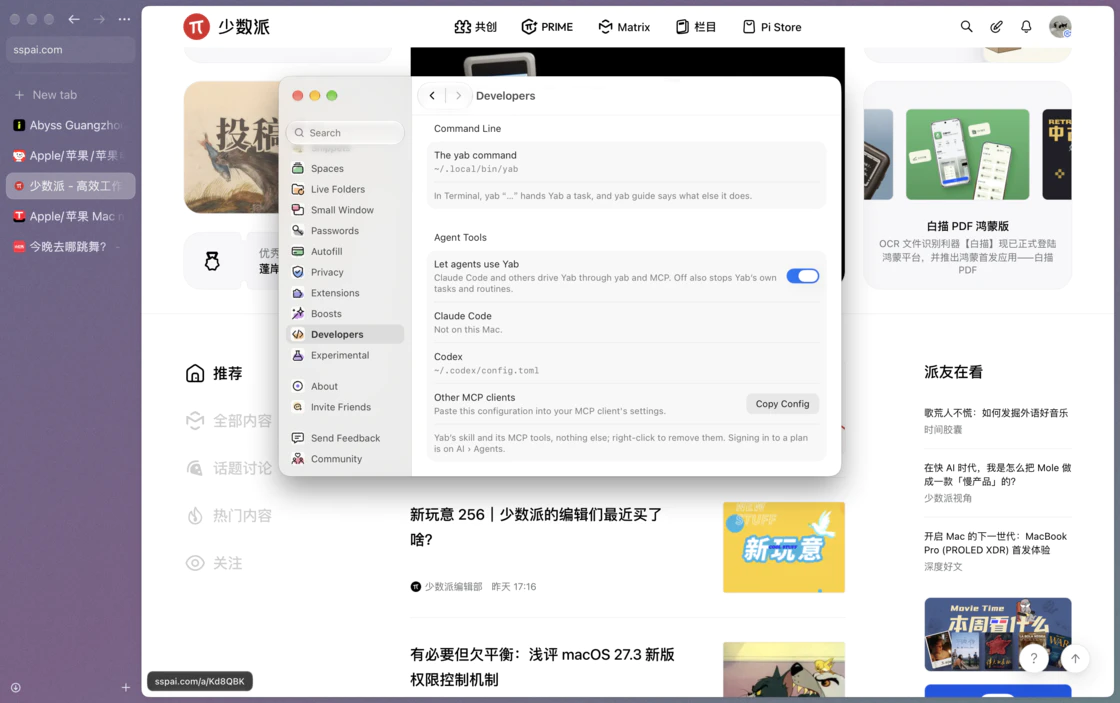 sspai.com
New tab
Abyss Guangzho
Apple/苹果/苹果
少数派 - 高效工作
Apple/苹果 Mac
今晚去哪跳舞? -
少数派
共创
PRIME
Matrix
栏目
Pi Store
投稿
优秀
推荐
全部内容
话题讨论
热门内容
关注
Developers
Search
Spaces
Live Folders
Small Window
Passwords
Autofill
Privacy
Extensions
Boosts
Developers
Experimental
About
Invite Friends
Send Feedback
Community
Command Line
The yab command
~/.local/bin/yab
In Terminal, yab “...” hands Yab a task, and yab guide says what else it does.
Agent Tools
Let agents use Yab
Claude Code and others drive Yab through yab and MCP. Off also stops Yab's own
tasks and routines.
Claude Code
Not on this Mac.
Codex
~/.codex/config.toml
Other MCP clients
Paste this configuration into your MCP client's settings.
Copy Config
Yab's skill and its MCP tools, nothing else; right-click to remove them. Signing in to a plan
is on AI › Agents.
新玩意 256｜少数派的编辑们最近买了
啥？
少数派编辑部 昨天 17:16
新玩意
有必要但欠平衡：浅评 macOS 27.3 新版
权限控制机制
白描 PDF 鸿蒙版
OCR 文件识别利器【白描】现已正式登陆
鸿蒙平台，并推出鸿蒙首发应用——白描
PDF
派友在看
歌荒人不慌：如何发掘外语好音乐
时间胶囊
在快 AI 时代，我是怎么把 Mole 做
成一款「慢产品」的?
少数派视角
开启 Mac 的下一世代：MacBook
Pro (PROLED XDR) 首发体验
深度好文
Movie Time
本周看什么
?
sspai.com/a/Kd8QBK